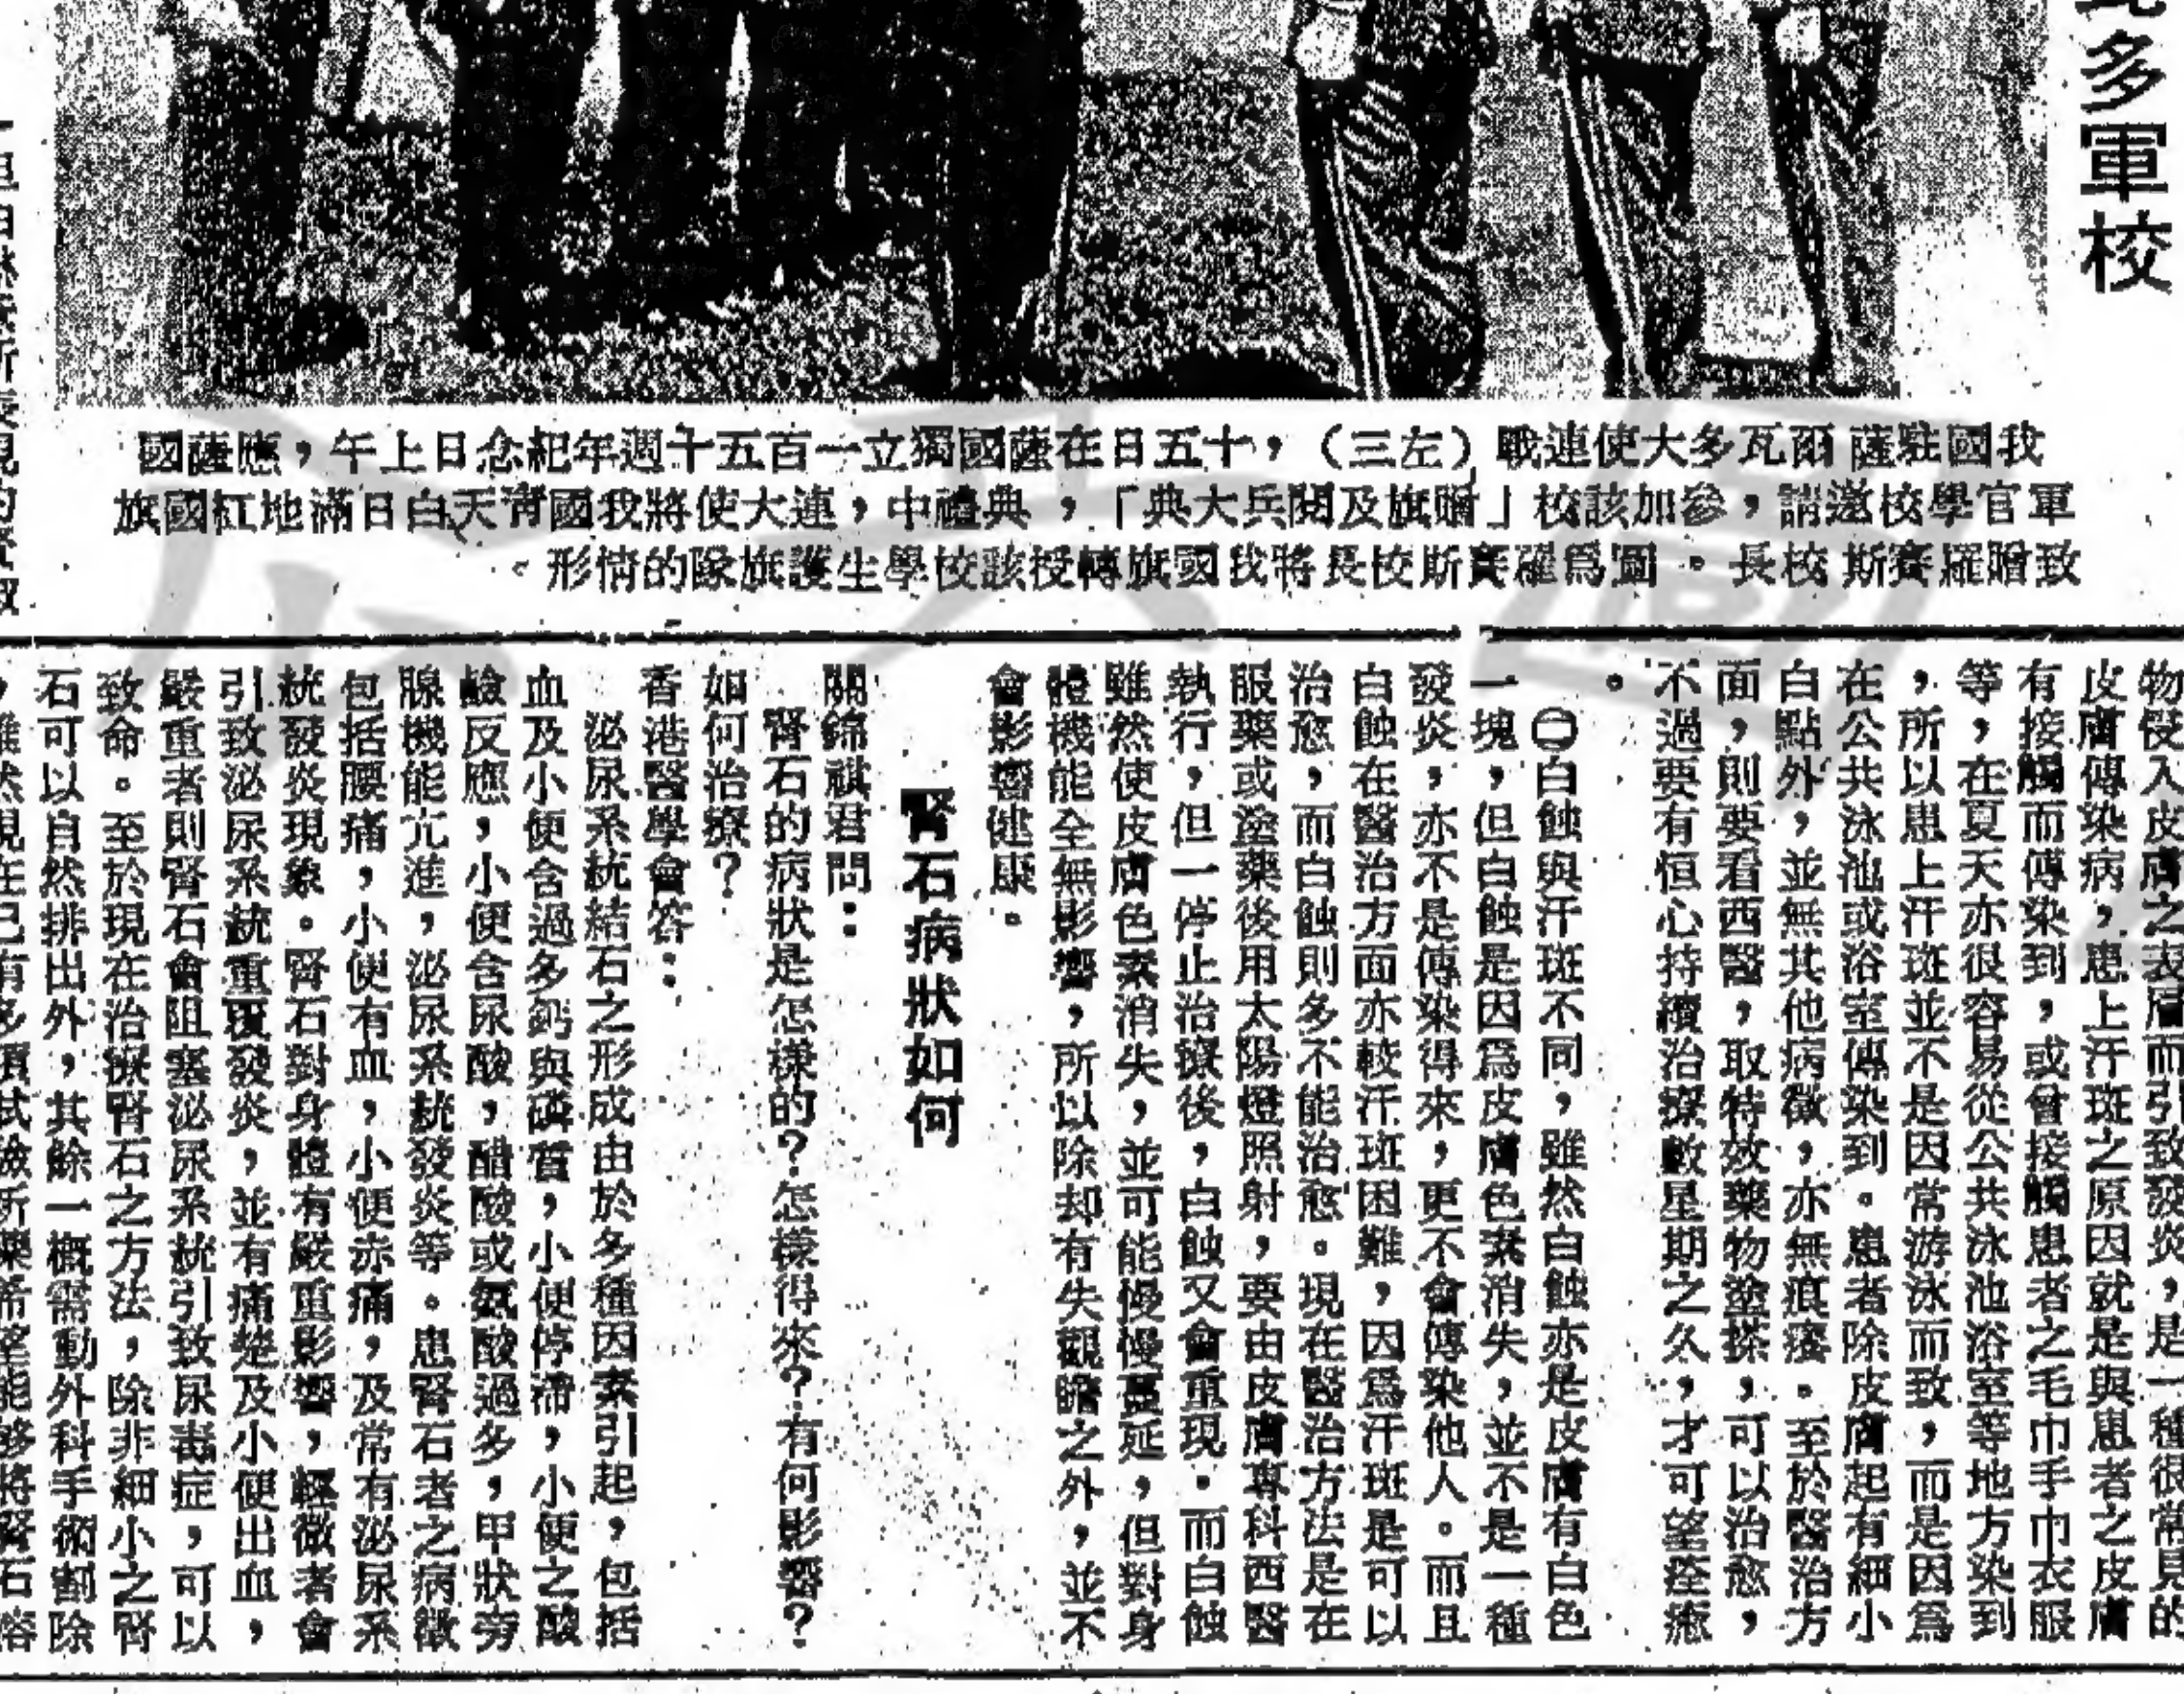 多軍校
我國駐薩爾瓦多大使連戰（左三），十五日在薩國獨立一百五十週年紀念日上午，應薩國
軍官學校邀請，參加該校「贈旗及閱兵大典」，典禮中，連大使將我國青天白日滿地紅國旗
致贈羅賽斯校長。圖爲羅賽斯校長將我國旗轉授該校學生護旗隊的情形。
物侵入皮膚之表膚而引致發炎，是一種很常見的
皮膚傳染病，患上汗斑之原因就是與患者之皮膚
有接觸而傳染到，或會接觸患者之毛巾手巾衣服
等，在夏天亦很容易從公共泳池浴室等地方染到
，所以患上汗斑並不是因常游泳而致，而是因爲
在公共泳池或浴室傳染到。患者除皮膚起有細小
白點外，並無其他病徵，亦無痕癢。至於醫治方
面，則要看西醫，取特效藥物塗搽，可以治愈，
不過要有恒心持續治療數星期之久，才可望痊癒
。
㊁白蝕與汗斑不同，雖然白蝕亦是皮膚有白色
一塊，但白蝕是因爲皮膚色素消失，並不是一種
發炎，亦不是傳染得來，更不會傳染他人。而且
白蝕在醫治方面亦較汗斑困難，因爲汗斑是可以
治愈，而白蝕則多不能治愈。現在醫治方法是在
服藥或塗藥後用太陽燈照射，要由皮膚專科西醫
執行，但一停止治療後，白蝕又會重現。而白蝕
雖然使皮膚色素消失，並可能慢慢蔓延，但對身
體機能全無影響，所以除却有失觀瞻之外，並不
會影響健康。
腎石病狀如何
關錦祺君問：
腎石的病狀是怎樣的？怎樣得來？有何影響？
如何治療？
香港醫學會答：
泌尿系統結石之形成由於多種因素引起，包括
血及小便含過多鈣與磷質，小便停滯，小便之酸
鹼反應，小便含尿酸，醋酸或氨酸過多，甲狀旁
腺機能亢進，泌尿系統發炎等。患腎石者之病徵
包括腰痛，小便有血，小便赤痛，及常有泌尿系
統發炎現象。腎石對身體有嚴重影響，輕微者會
引致泌尿系統重覆發炎，並有痛楚及小便出血，
嚴重者則腎石會阻塞泌尿系統引致尿毒症，可以
致命。至於現在治療腎石之方法，除非細小之腎
石可以自然排出外，其餘一概需動外科手術割除